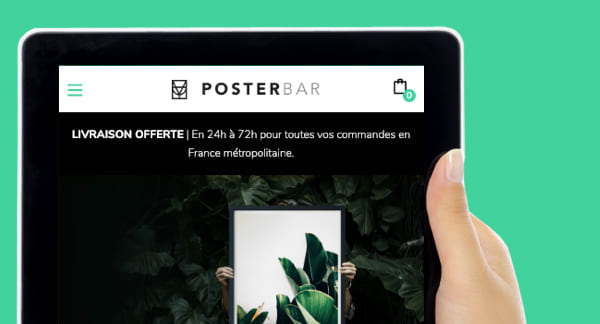 POSTERBAR
0
LIVRAISON OFFERTE | En 24h à 72h pour toutes vos commandes en
France métropolitaine.